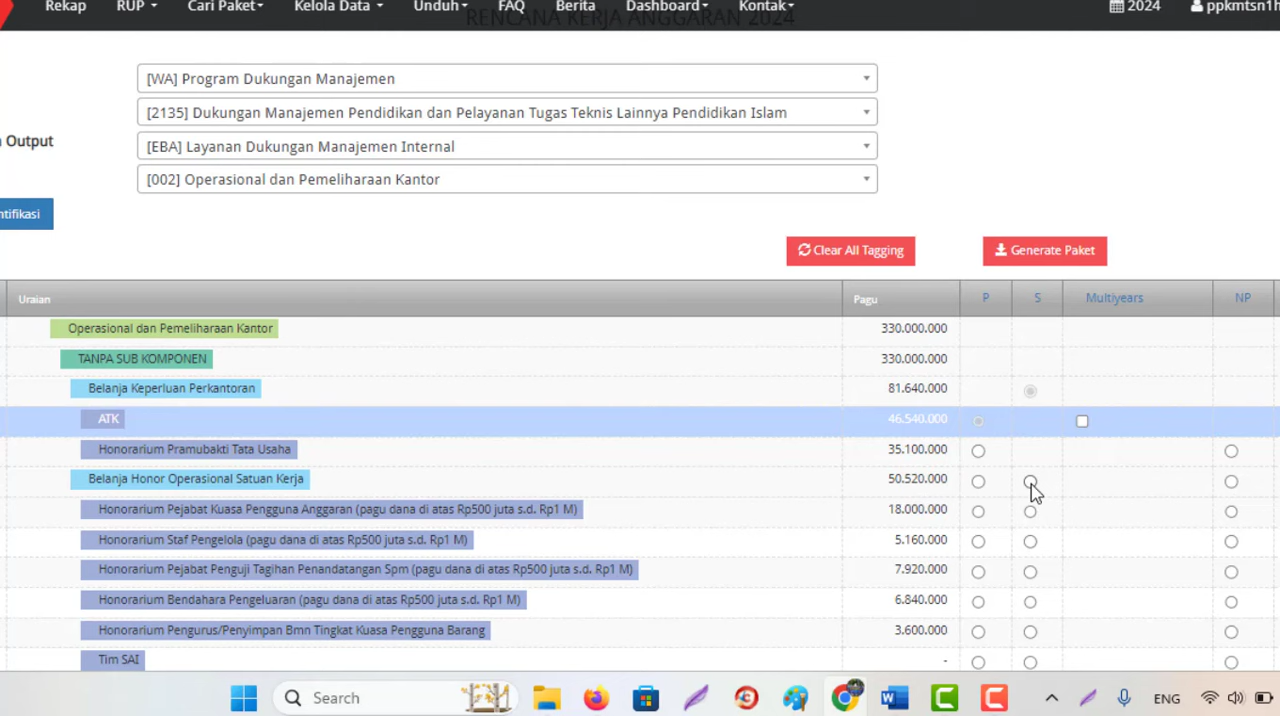 Rekap RUP Cari Paket Kelola Data Unduh FAQ Berita Dashboard Kontak 2024 ppkmtsn1h
RENCANA KERJA ANGGARAN 2024
[WA] Program Dukungan Manajemen
[2135] Dukungan Manajemen Pendidikan dan Pelayanan Tugas Teknis Lainnya Pendidikan Islam
Output [EBA] Layanan Dukungan Manajemen Internal
[002] Operasional dan Pemeliharaan Kantor
ntifikasi
Clear All Tagging Generate Paket
Uraian Pagu P S Multiyears NP
Operasional dan Pemeliharaan Kantor 330.000.000
TANPA SUB KOMPONEN 330.000.000
Belanja Keperluan Perkantoran 81.640.000
ATK 46.540.000
Honorarium Pramubakti Tata Usaha 35.100.000
Belanja Honor Operasional Satuan Kerja 50.520.000
Honorarium Pejabat Kuasa Pengguna Anggaran (pagu dana di atas Rp500 juta s.d. Rp1 M) 18.000.000
Honorarium Staf Pengelola (pagu dana di atas Rp500 juta s.d. Rp1 M) 5.160.000
Honorarium Pejabat Penguji Tagihan Penandatangan Spm (pagu dana di atas Rp500 juta s.d. Rp1 M) 7.920.000
Honorarium Bendahara Pengeluaran (pagu dana di atas Rp500 juta s.d. Rp1 M) 6.840.000
Honorarium Pengurus/Penyimpan Bmn Tingkat Kuasa Pengguna Barang 3.600.000
Tim SAI -
Search ENG